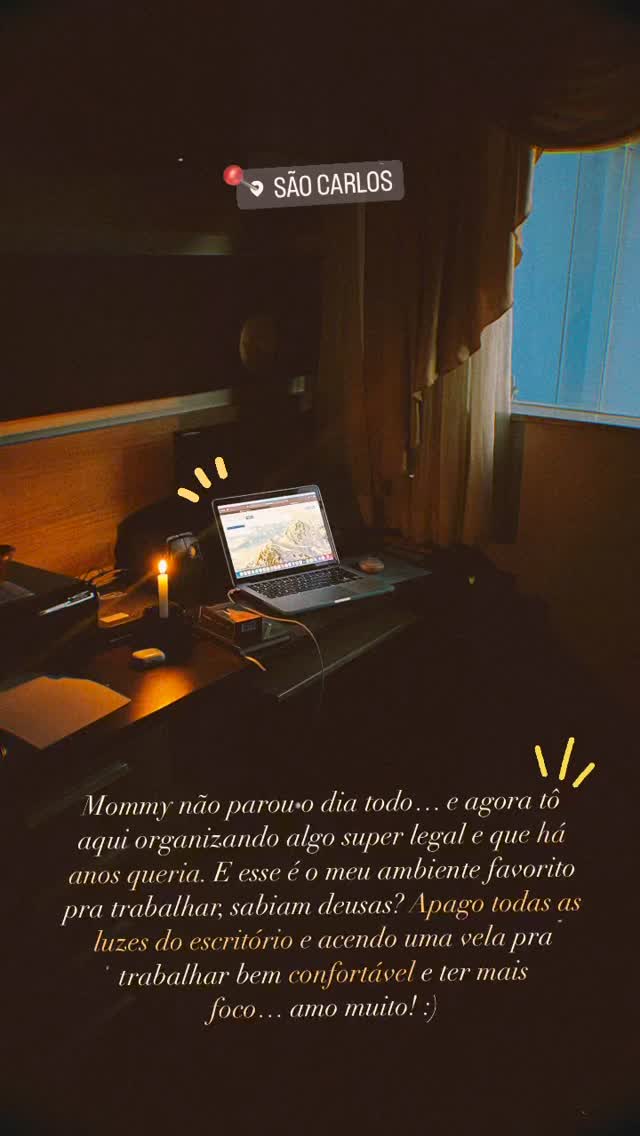 SÃO CARLOS
Mommy não parou o dia todo... e agora tô
aqui organizando algo super legal e que há
anos queria. E esse é o meu ambiente favorito
pra trabalhar, sabiam deusas? Apago todas as
luzes do escritório e acendo uma vela pra
trabalhar bem confortável e ter mais
foco... amo muito! :)